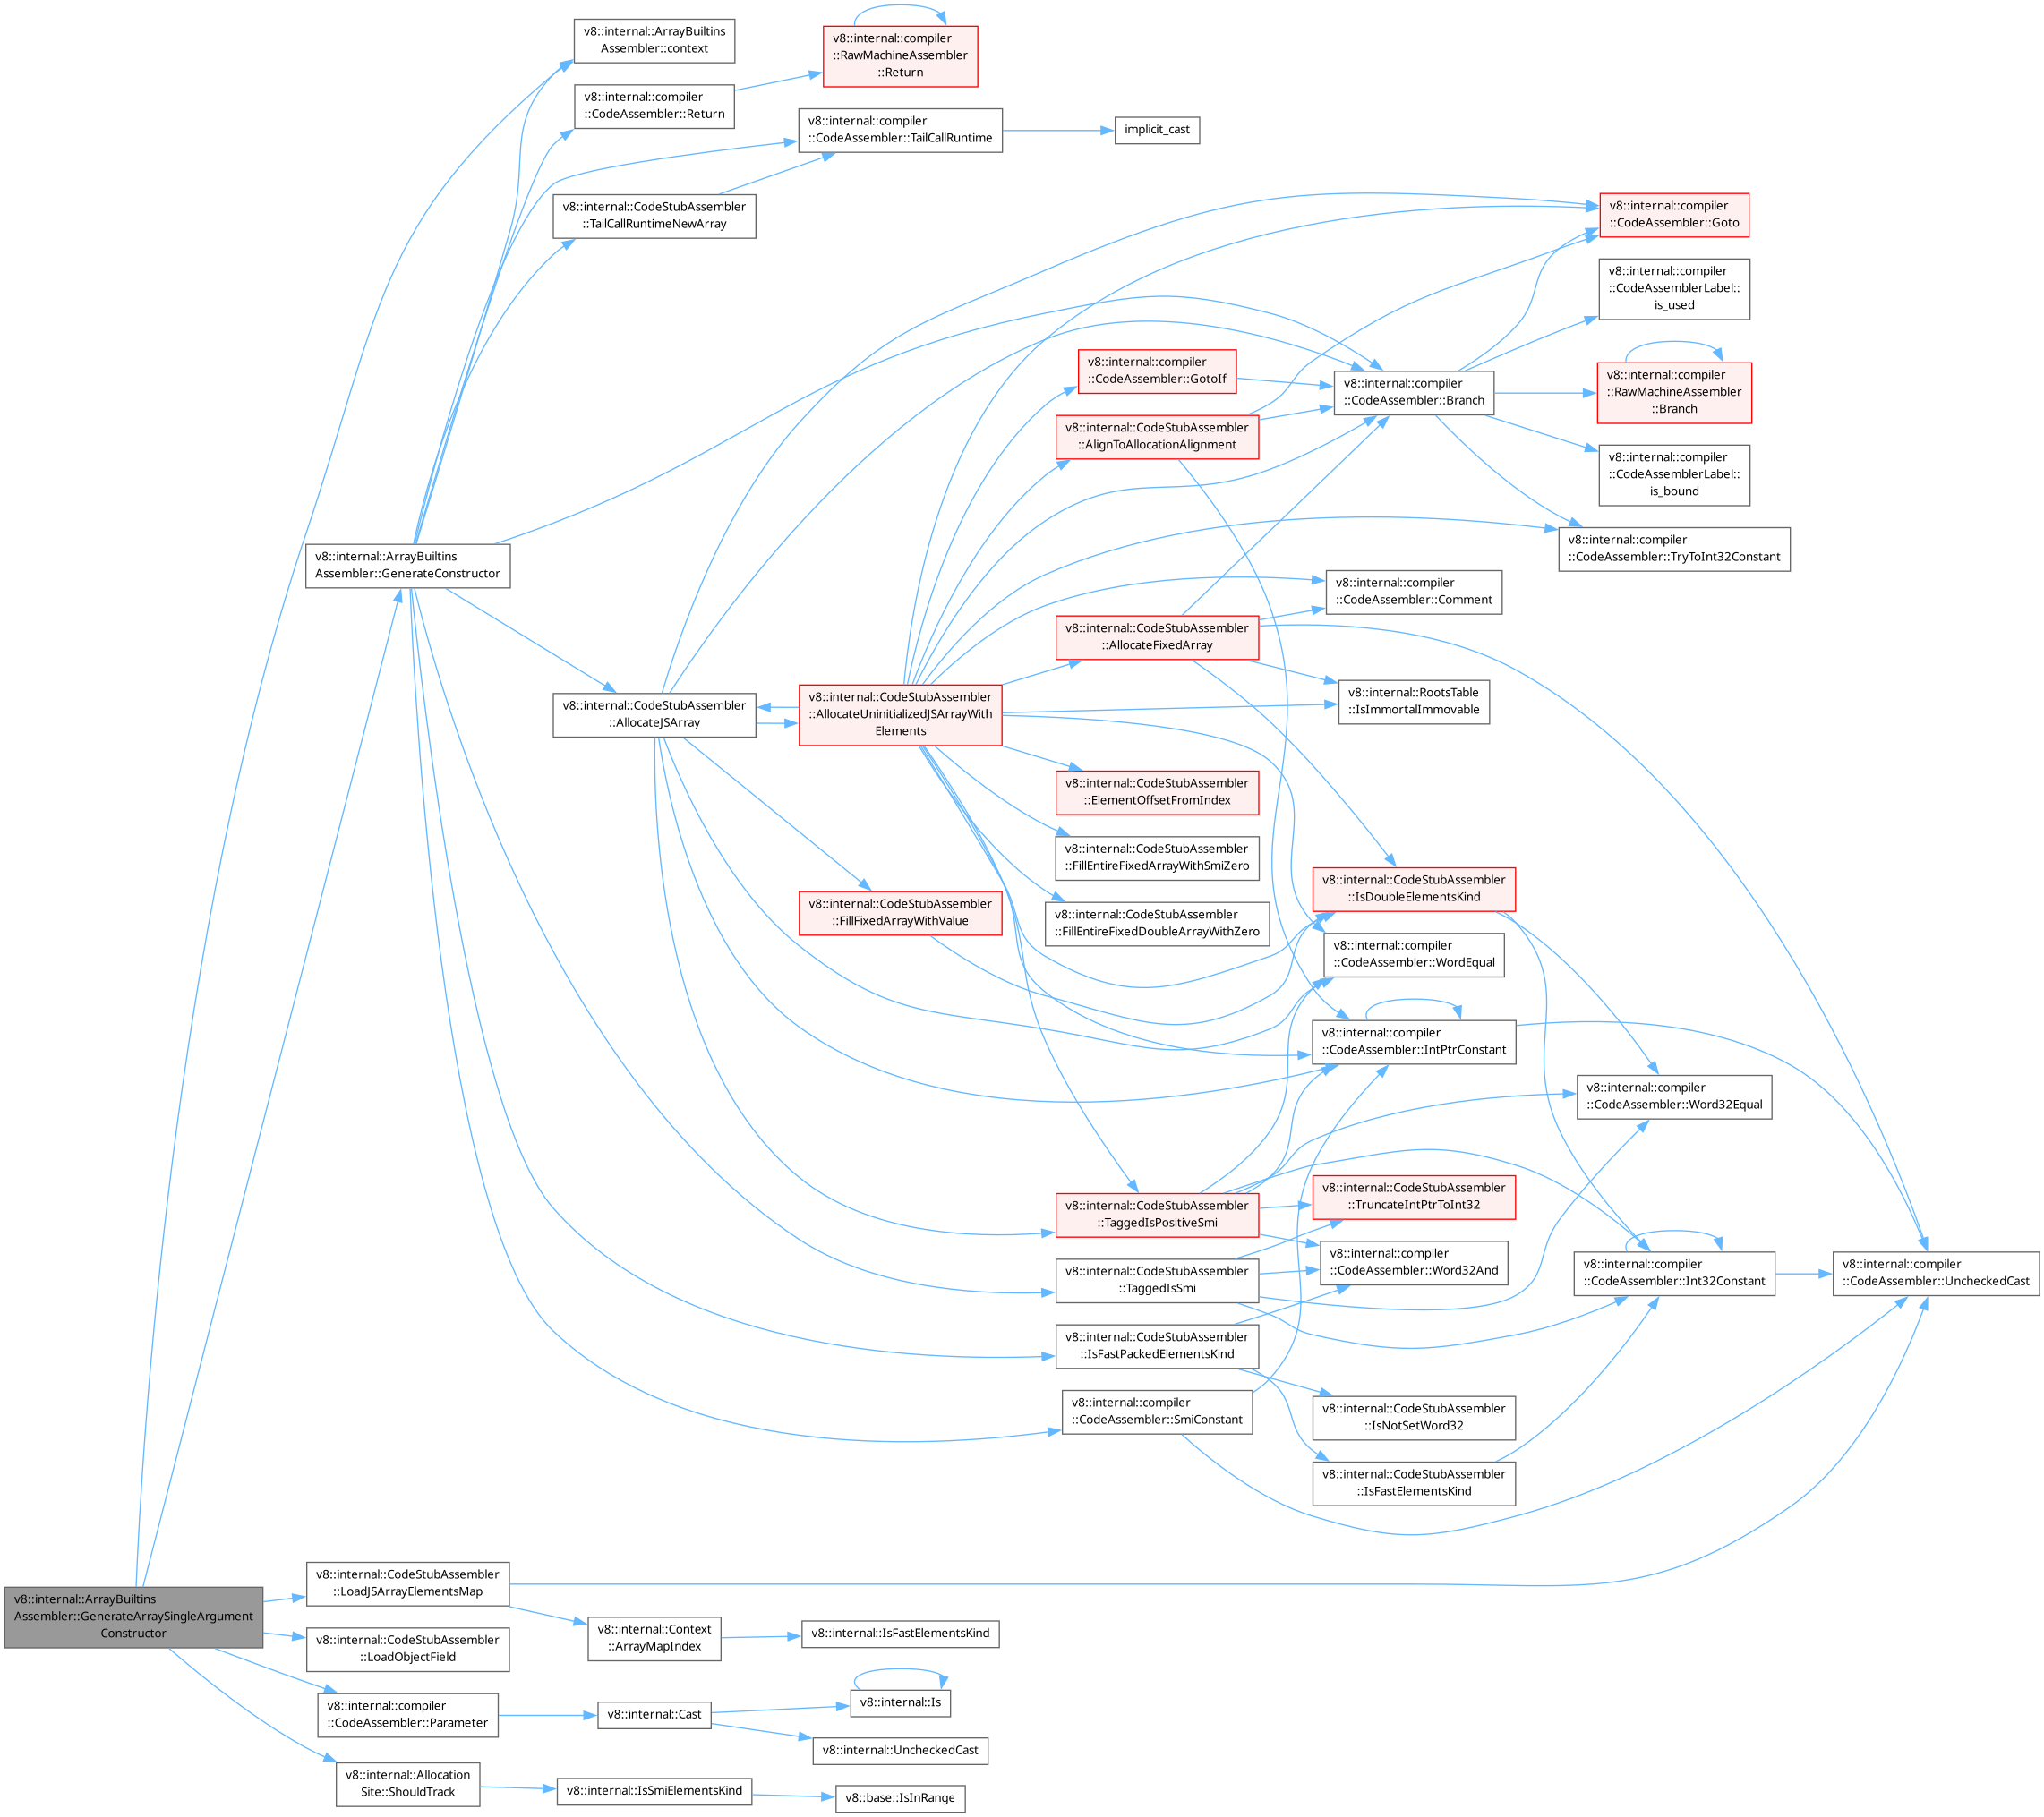 v8::internal::ArrayBuiltins
Assembler::context
v8::internal::compiler
::RawMachineAssembler
::Return
v8::internal::compiler
::CodeAssembler::Return
v8::internal::compiler
::CodeAssembler::TailCallRuntime
implicit_cast
v8::internal::CodeStubAssembler
::TailCallRuntimeNewArray
v8::internal::compiler
::CodeAssembler::Goto
v8::internal::compiler
::CodeAssemblerLabel::
is_used
v8::internal::compiler
::CodeAssembler::GotoIf
v8::internal::compiler
::CodeAssembler::Branch
v8::internal::compiler
::RawMachineAssembler
::Branch
v8::internal::CodeStubAssembler
::AlignToAllocationAlignment
v8::internal::compiler
::CodeAssemblerLabel::
is_bound
v8::internal::compiler
::CodeAssembler::TryToInt32Constant
v8::internal::ArrayBuiltins
Assembler::GenerateConstructor
v8::internal::compiler
::CodeAssembler::Comment
v8::internal::CodeStubAssembler
::AllocateFixedArray
v8::internal::RootsTable
::IsImmortalImmovable
v8::internal::CodeStubAssembler
::AllocateJSArray
v8::internal::CodeStubAssembler
::AllocateUninitializedJSArrayWith
Elements
v8::internal::CodeStubAssembler
::ElementOffsetFromIndex
v8::internal::CodeStubAssembler
::FillEntireFixedArrayWithSmiZero
v8::internal::CodeStubAssembler
::IsDoubleElementsKind
v8::internal::CodeStubAssembler
::FillFixedArrayWithValue
v8::internal::CodeStubAssembler
::FillEntireFixedDoubleArrayWithZero
v8::internal::compiler
::CodeAssembler::WordEqual
v8::internal::compiler
::CodeAssembler::IntPtrConstant
v8::internal::compiler
::CodeAssembler::Word32Equal
v8::internal::CodeStubAssembler
::TaggedIsPositiveSmi
v8::internal::CodeStubAssembler
::TruncateIntPtrToInt32
v8::internal::CodeStubAssembler
::TaggedIsSmi
v8::internal::compiler
::CodeAssembler::Word32And
v8::internal::compiler
::CodeAssembler::Int32Constant
v8::internal::compiler
::CodeAssembler::UncheckedCast
v8::internal::CodeStubAssembler
::IsFastPackedElementsKind
v8::internal::compiler
::CodeAssembler::SmiConstant
v8::internal::CodeStubAssembler
::IsNotSetWord32
v8::internal::CodeStubAssembler
::IsFastElementsKind
v8::internal::ArrayBuiltins
Assembler::GenerateArraySingleArgument
Constructor
v8::internal::CodeStubAssembler
::LoadJSArrayElementsMap
v8::internal::CodeStubAssembler
::LoadObjectField
v8::internal::Context
::ArrayMapIndex
v8::internal::IsFastElementsKind
v8::internal::compiler
::CodeAssembler::Parameter
v8::internal::Cast
v8::internal::Is
v8::internal::UncheckedCast
v8::internal::Allocation
Site::ShouldTrack
v8::internal::IsSmiElementsKind
v8::base::IsInRange